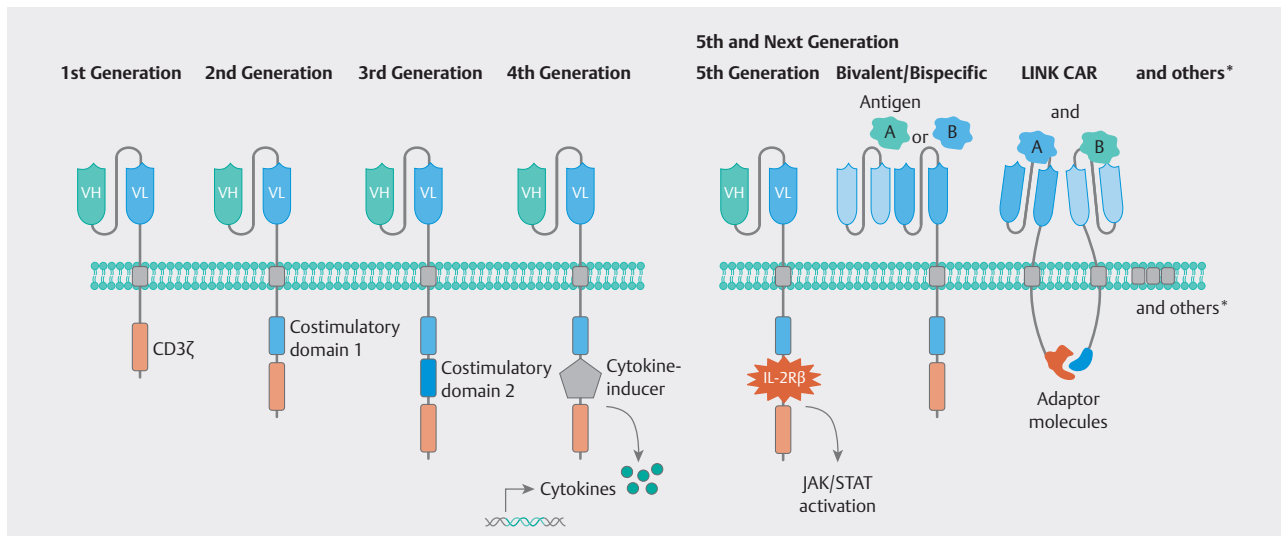 5th and Next Generation
1st Generation
2nd Generation
3rd Generation
4th Generation
5th Generation
Bivalent/Bispecific
LINK CAR
and others*
Antigen
A or B
and
A
B
VH VL
VH VL
VH VL
VH VL
VH VL
CD3ζ
Costimulatory
domain 1
Costimulatory
domain 2
Cytokine-
inducer
Cytokines
IL-2Rβ
JAK/STAT
activation
Adaptor
molecules
and others*